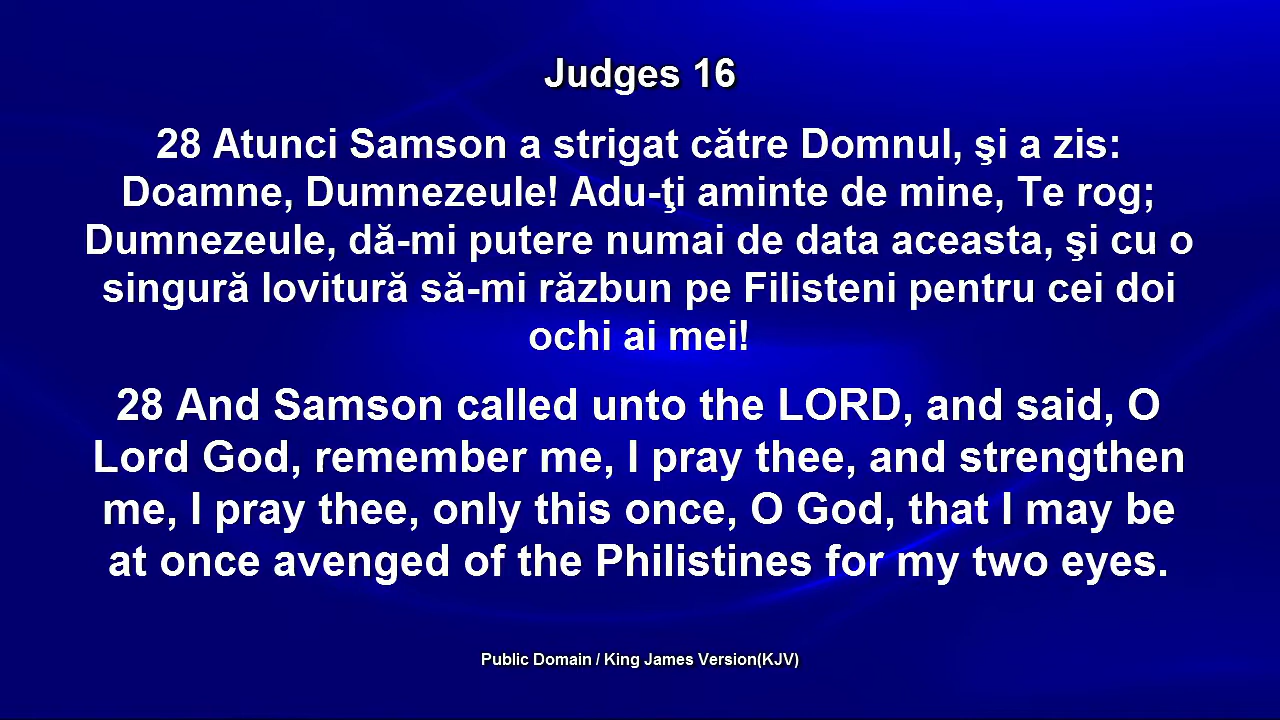 Judges 16
28 Atunci Samson a strigat către Domnul, şi a zis:
Doamne, Dumnezeule! Adu-ţi aminte de mine, Te rog;
Dumnezeule, dă-mi putere numai de data aceasta, şi cu o
singură lovitură să-mi răzbun pe Filisteni pentru cei doi
ochi ai mei!
28 And Samson called unto the LORD, and said, O
Lord God, remember me, I pray thee, and strengthen
me, I pray thee, only this once, O God, that I may be
at once avenged of the Philistines for my two eyes.
Public Domain / King James Version(KJV)